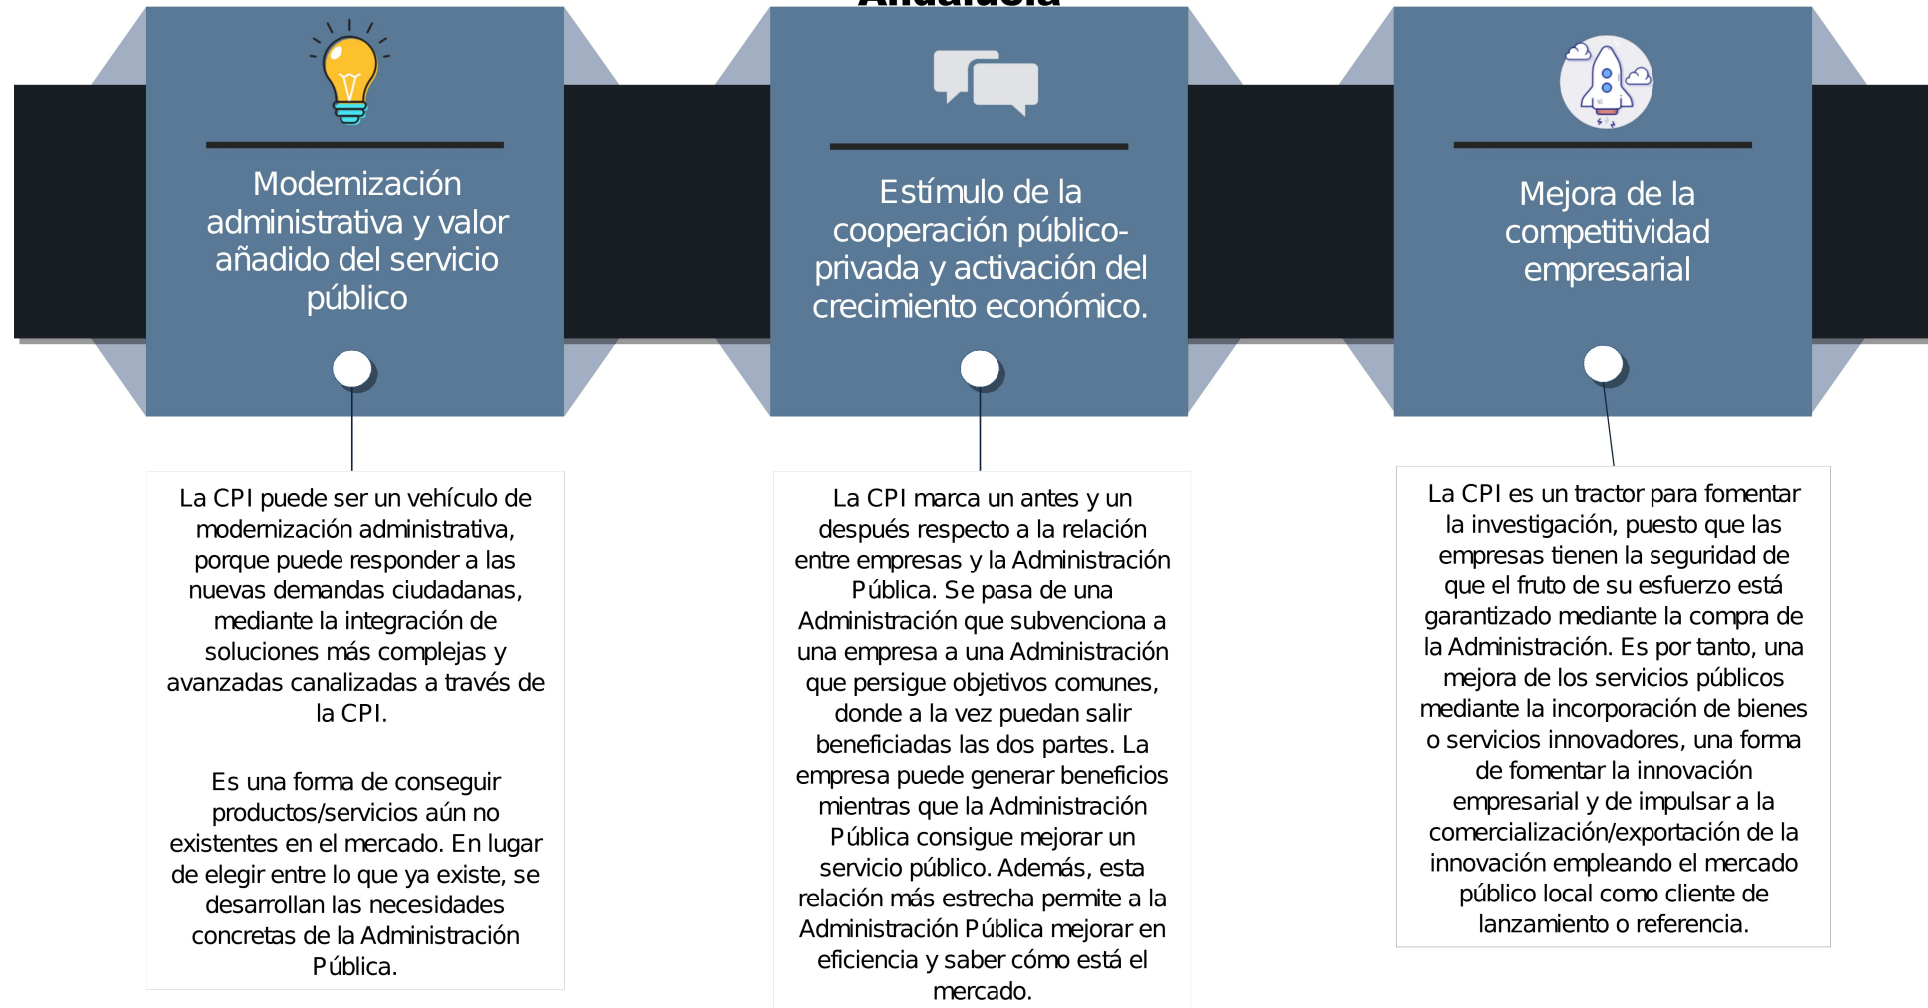 Modernización
administrativa y valor
añadido del servicio
público
La CPI puede ser un vehículo de
modernización administrativa,
porque puede responder a las
nuevas demandas ciudadanas,
mediante la integración de
soluciones más complejas y
avanzadas canalizadas a través de
la CPI.
Es una forma de conseguir
productos/servicios aún no
existentes en el mercado. En lugar
de elegir entre lo que ya existe, se
desarrollan las necesidades
concretas de la Administración
Pública.
Estímulo de la
cooperación público-
privada y activación del
crecimiento económico.
La CPI marca un antes y un
después respecto a la relación
entre empresas y la Administración
Pública. Se pasa de una
Administración que subvenciona a
una empresa a una Administración
que persigue objetivos comunes,
donde a la vez puedan salir
beneficiadas las dos partes. La
empresa puede generar beneficios
mientras que la Administración
Pública consigue mejorar un
servicio público. Además, esta
relación más estrecha permite a la
Administración Pública mejorar en
eficiencia y saber cómo está el
mercado.
Mejora de la
competitividad
empresarial
La CPI es un tractor para fomentar
la investigación, puesto que las
empresas tienen la seguridad de
que el fruto de su esfuerzo está
garantizado mediante la compra de
la Administración. Es por tanto, una
mejora de los servicios públicos
mediante la incorporación de bienes
o servicios innovadores, una forma
de fomentar la innovación
empresarial y de impulsar a la
comercialización/exportación de la
innovación empleando el mercado
público local como cliente de
lanzamiento o referencia.